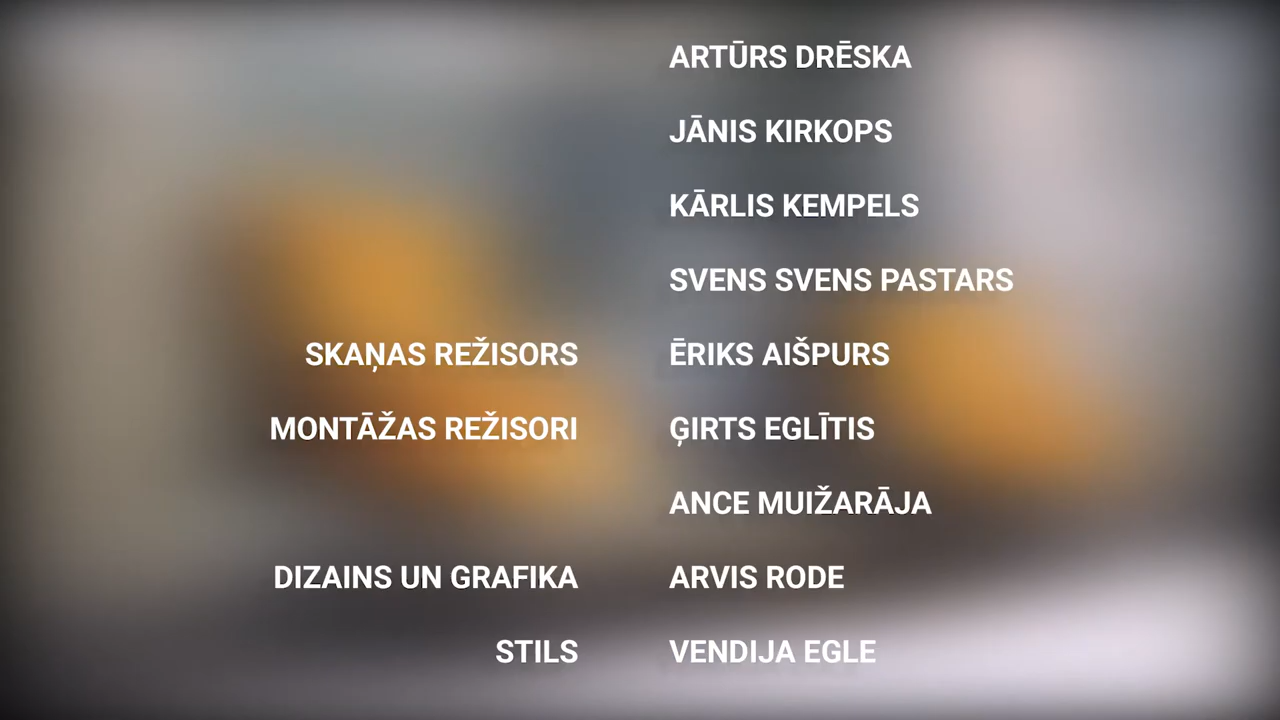 ARTŪRS DRĒSKA
JĀNIS KIRKOPS
KĀRLIS KEMPELS
SVENS SVENS PASTARS
SKAŅAS REŽISORS ĒRIKS AIŠPURS
MONTĀŽAS REŽISORI ĢIRTS EGLĪTIS
ANCE MUIŽARĀJA
DIZAINS UN GRAFIKA ARVIS RODE
STILS VENDIJA EGLE